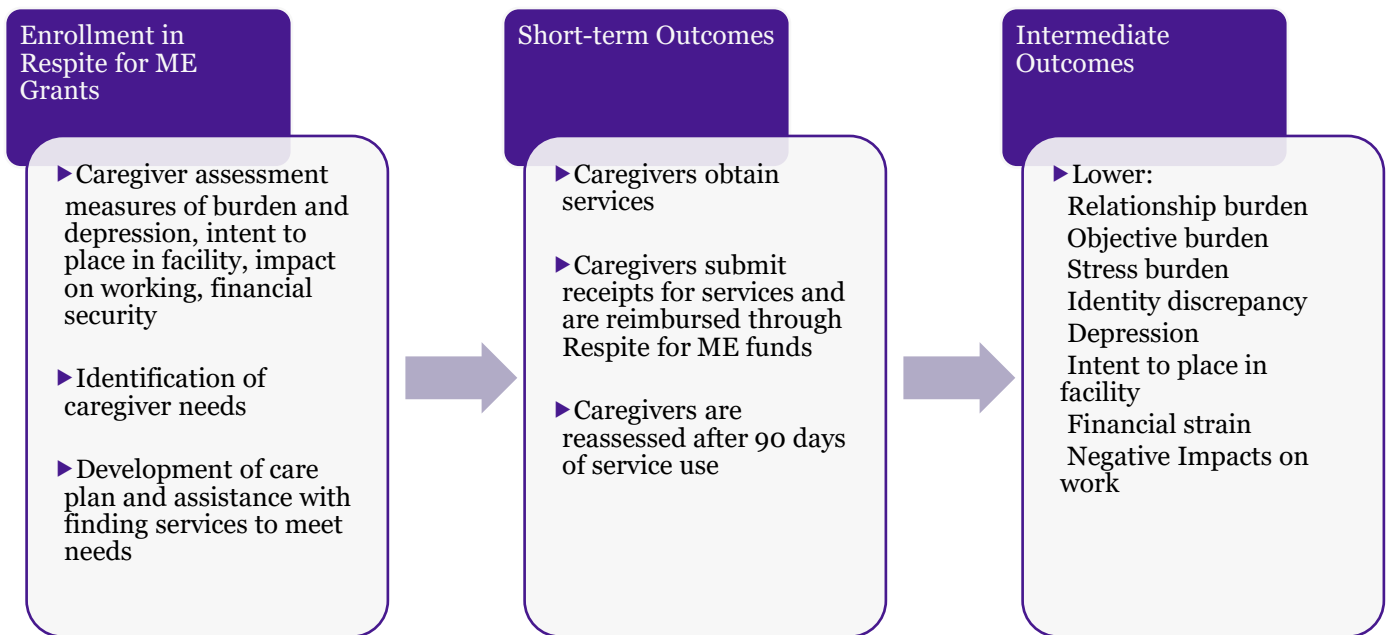 Enrollment in
Respite for ME
Grants
▶Caregiver assessment
measures of burden and
depression, intent to
place in facility, impact
on working, financial
security
▶Identification of
caregiver needs
▶Development of care
plan and assistance with
finding services to meet
needs
Short-term Outcomes
▶Caregivers obtain
services
▶Caregivers submit
receipts for services and
are reimbursed through
Respite for ME funds
▶Caregivers are
reassessed after 90 days
of service use
Intermediate
Outcomes
▶Lower:
Relationship burden
Objective burden
Stress burden
Identity discrepancy
Depression
Intent to place in
facility
Financial strain
Negative Impacts on
work